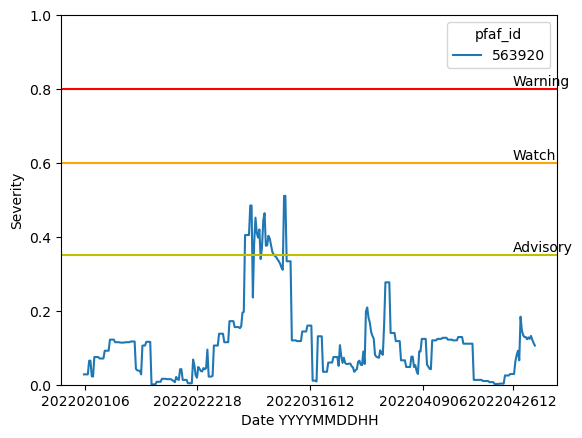 1.0
0.8
0.6
0.4
0.2
0.0
Severity
pfaf_id
563920
Warning
Watch
Advisory
2022020106
2022022218
2022031612
2022040906
2022042612
Date YYYYMMDDHH